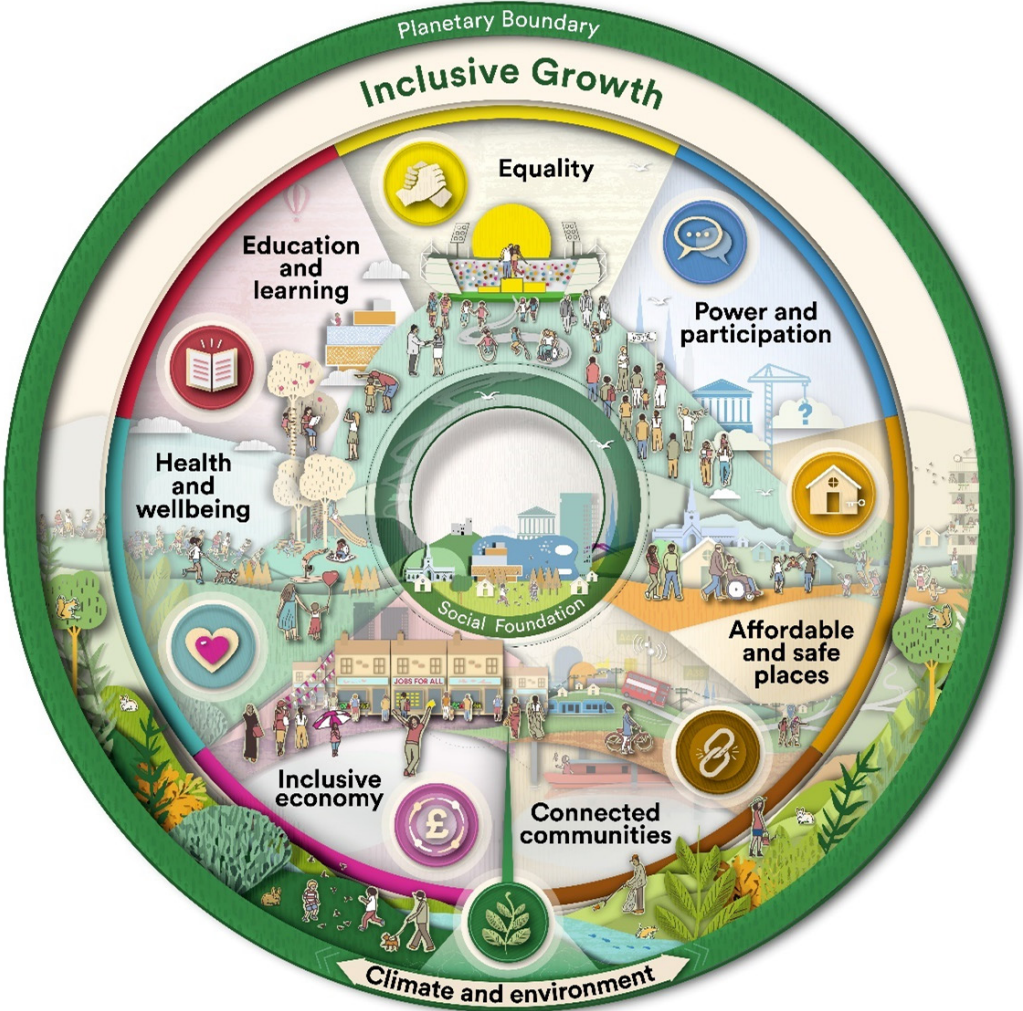 Planetary Boundary
Inclusive Growth
Equality
Education
and
learning
Power and
participation
?
Health
and
wellbeing
Social Foundation
Affordable
and safe
places
JOBS FOR ALL
Inclusive
economy
£
Connected
communities
Climate and environment